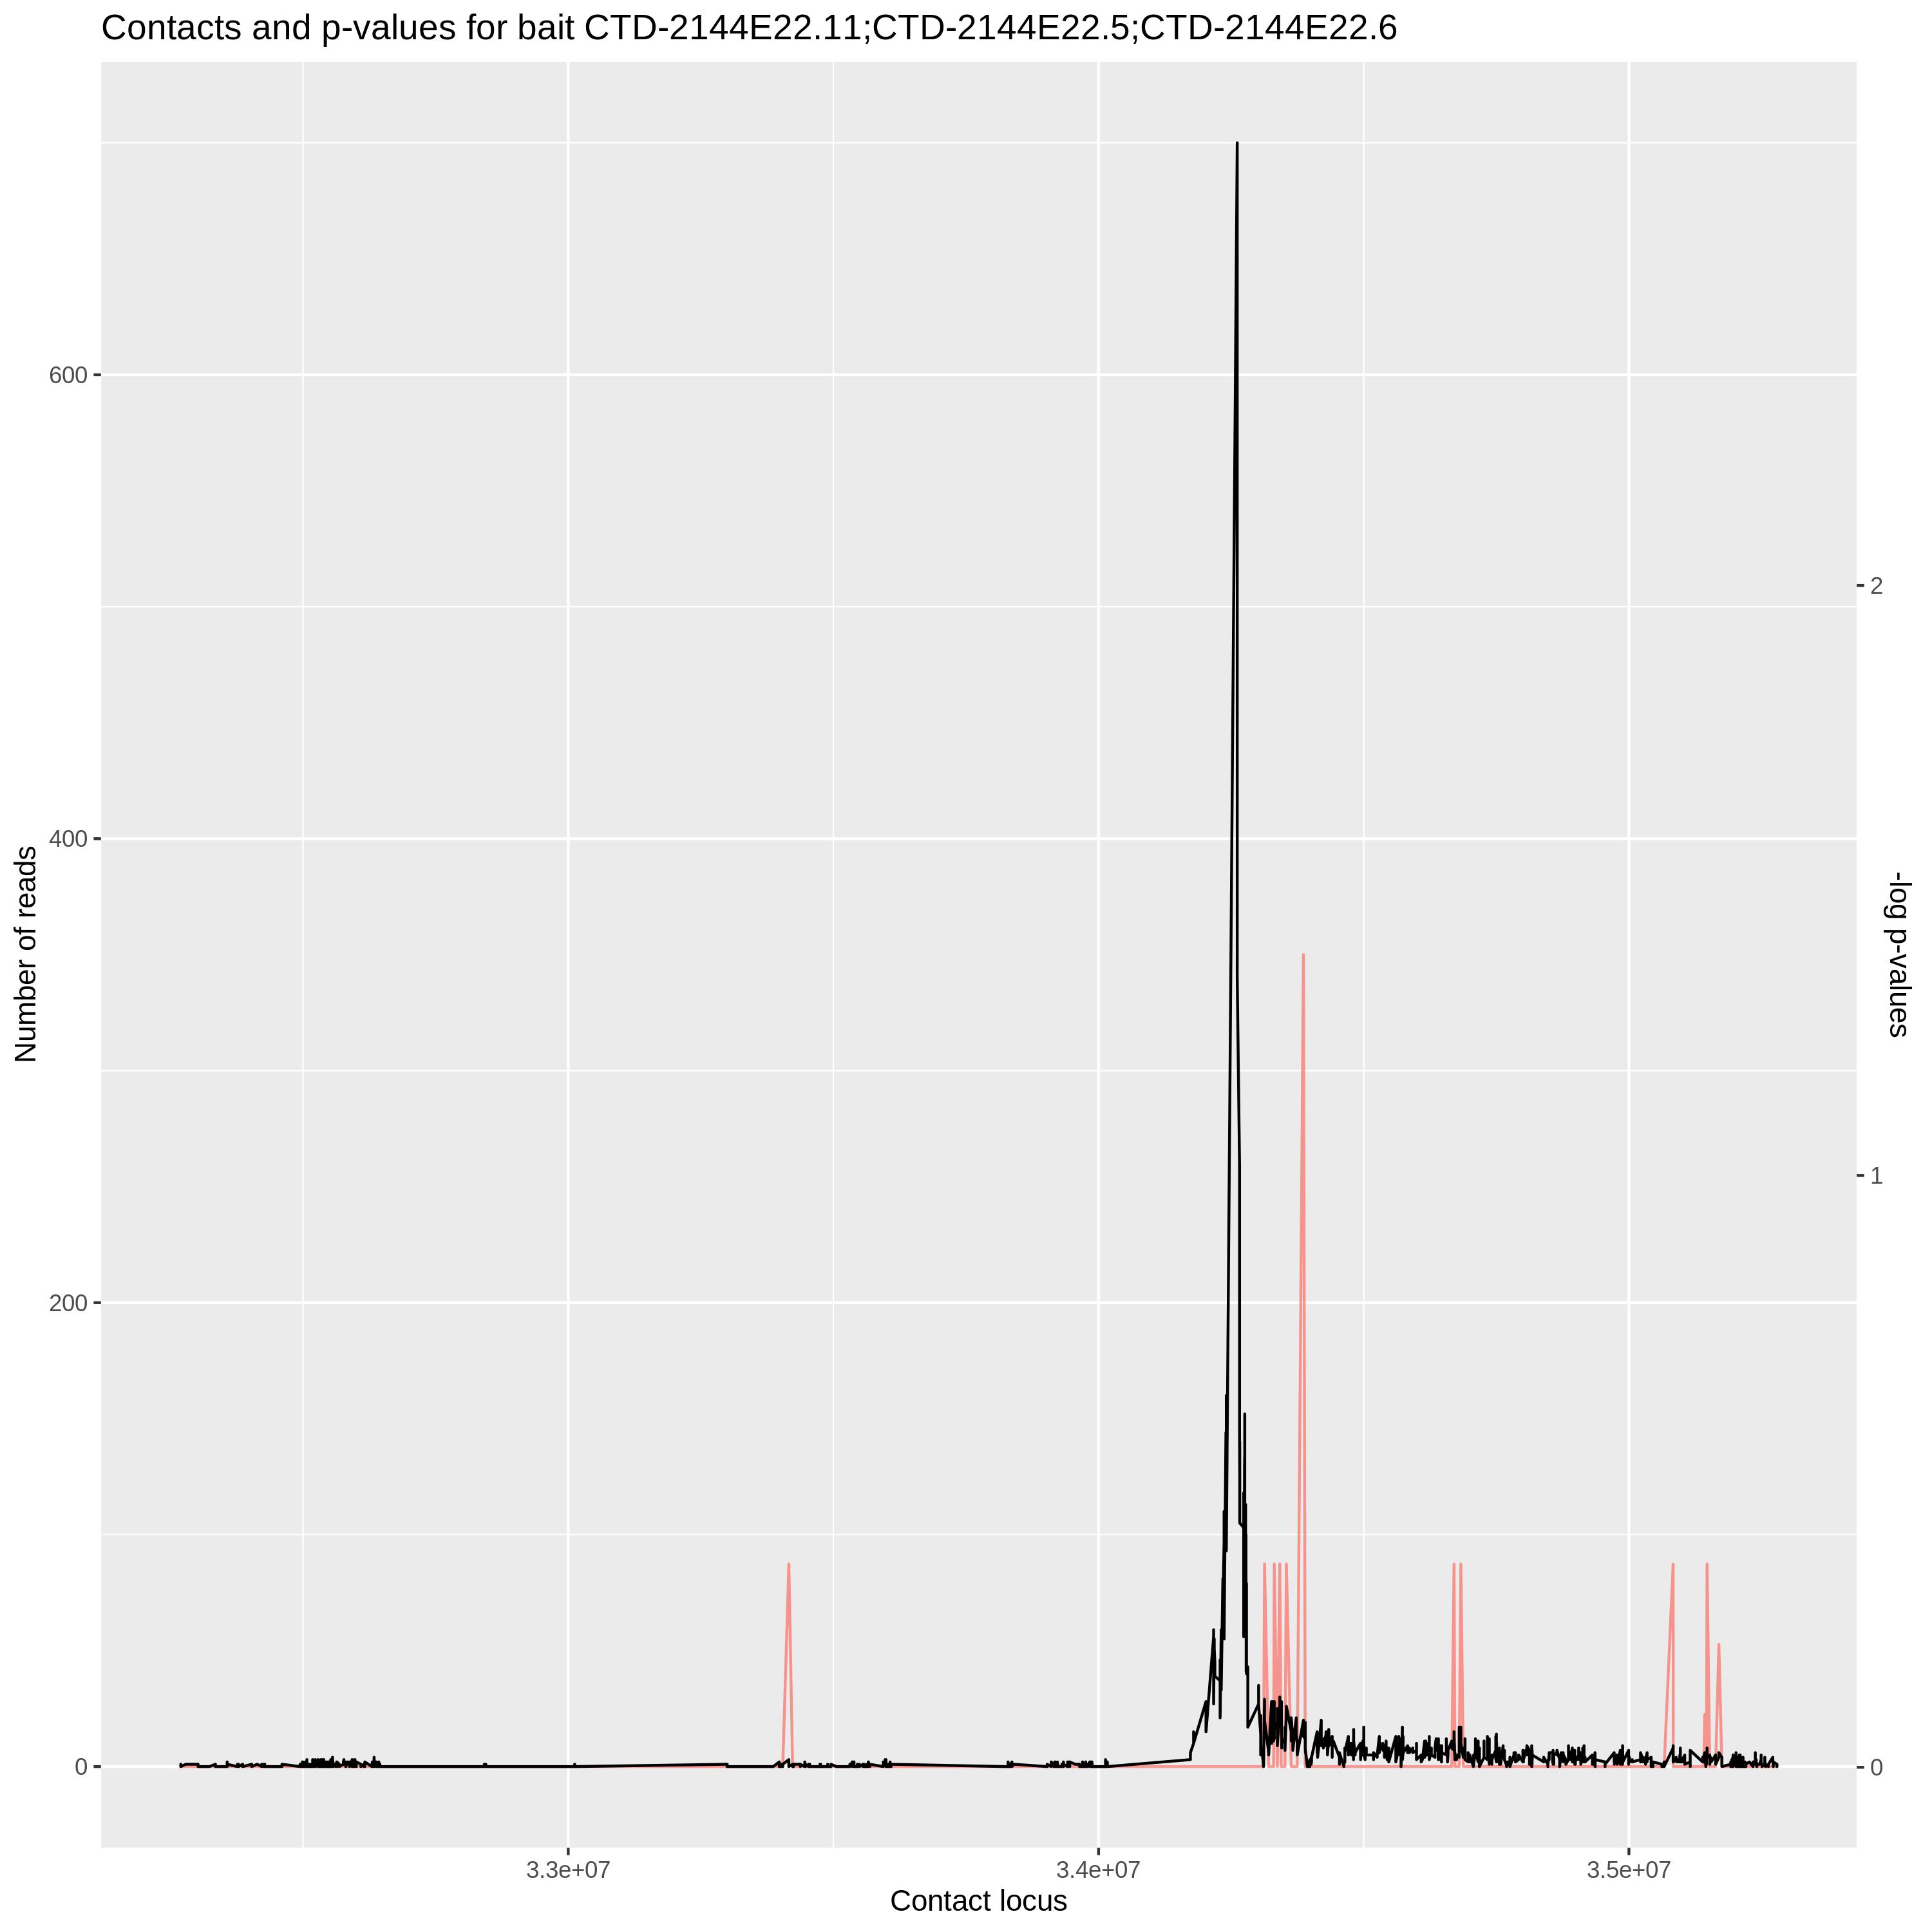 Contacts and p-values for bait CTD-2144E22.11;CTD-2144E22.5;CTD-2144E22.6
600
400
200
0
Number of reads
2
1
0
-log p-values
3.3e+07
3.4e+07
3.5e+07
Contact locus